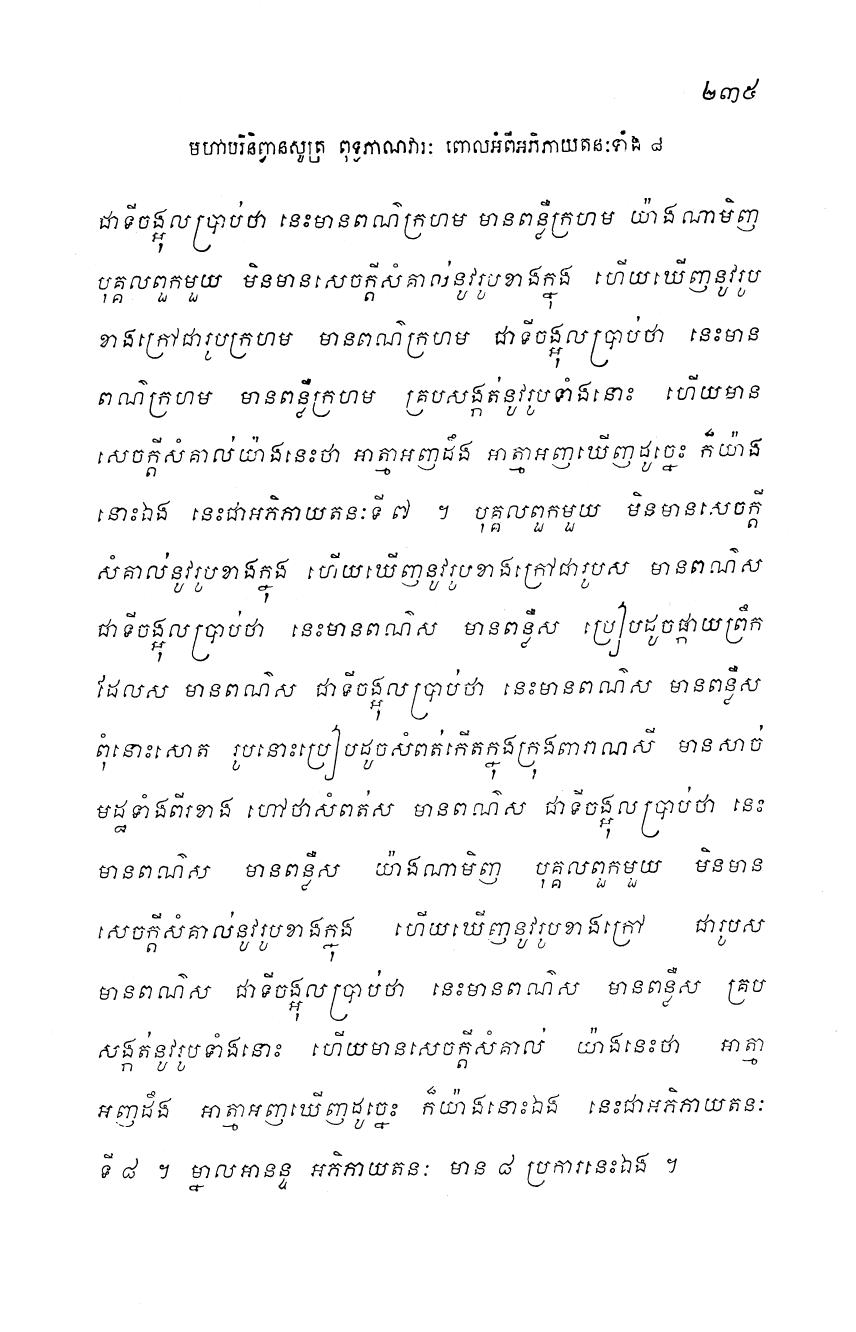 ២៣៥
មហាបរិនិព្វានសូត្រ ពុទ្ធភាណវារៈ ពោលអំពីអភិភាយតនៈទាំង ៨
ជាទីចង្អុលប្រាប់ថា នេះមានពណ៌ក្រហម មានពន្លឺក្រហម យ៉ាងណាមិញ
បុគ្គលពួកមួយ មិនមានសេចក្តីសំគាល់នូវរូបខាងក្នុង ហើយឃើញនូវរូប
ខាងក្រៅជារូបក្រហម មានពណ៌ក្រហម ជាទីចង្អុលប្រាប់ថា នេះមាន
ពណ៌ក្រហម មានពន្លឺក្រហម គ្របសង្កត់នូវរូបទាំងនោះ ហើយមាន
សេចក្តីសំគាល់យ៉ាងនេះថា អាត្មាអញដឹង អាត្មាអញឃើញដូច្នេះ ក៏យ៉ាង
នោះឯង នេះជាអភិភាយតនៈទី ៧ ។ បុគ្គលពួកមួយ មិនមានសេចក្តី
សំគាល់នូវរូបខាងក្នុង ហើយឃើញនូវរូបខាងក្រៅជារូបស មានពណ៌ស
ជាទីចង្អុលប្រាប់ថា នេះមានពណ៌ស មានពន្លឺស ប្រៀបដូចផ្កាយព្រឹក
ដែលស មានពណ៌ស ជាទីចង្អុលប្រាប់ថា នេះមានពណ៌ស មានពន្លឺស
ពុំនោះសោត រូបនោះប្រៀបដូចសំពត់កើតក្នុងក្រុងពារាណសី មានសាច់
មដ្ឋទាំងពីរខាង ហៅថាសំពត់ស មានពណ៌ស ជាទីចង្អុលប្រាប់ថា នេះ
មានពណ៌ស មានពន្លឺស យ៉ាងណាមិញ បុគ្គលពួកមួយ មិនមាន
សេចក្តីសំគាល់នូវរូបខាងក្នុង ហើយឃើញនូវរូបខាងក្រៅ ជារូបស
មានពណ៌ស ជាទីចង្អុលប្រាប់ថា នេះមានពណ៌ស មានពន្លឺស គ្រប
សង្កត់នូវរូបទាំងនោះ ហើយមានសេចក្តីសំគាល់ យ៉ាងនេះថា អាត្មា
អញដឹង អាត្មាអញឃើញដូច្នេះ ក៏យ៉ាងនោះឯង នេះជាអភិភាយតនៈ
ទី ៨ ។ ម្នាលអានន្ទ អភិភាយតនៈ មាន ៨ ប្រការនេះឯង ។